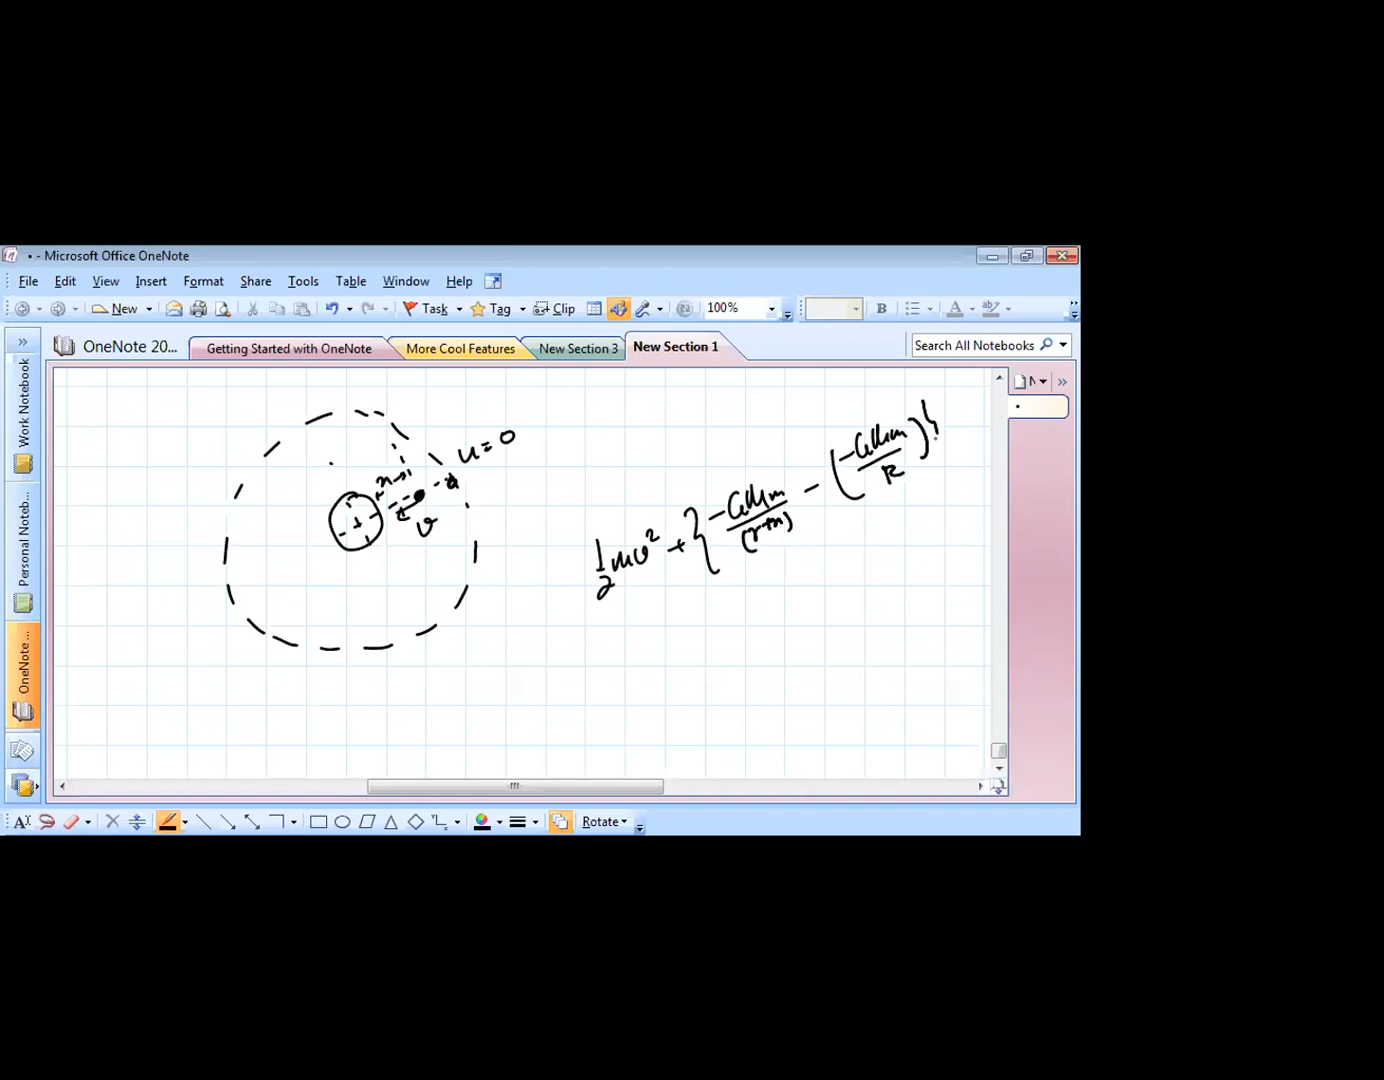 • - Microsoft Office OneNote
File Edit View Insert Format Share Tools Table Window Help
New Task Tag Clip 100% B A ab
OneNote 20... Getting Started with OneNote More Cool Features New Section 3 New Section 1 Search All Notebooks
Work Notebook
Personal Noteb...
OneNote ...
N
u = 0
x
v
1/2 mv² + { -GMm/(r+x) - (-GMm/R) }
Rotate